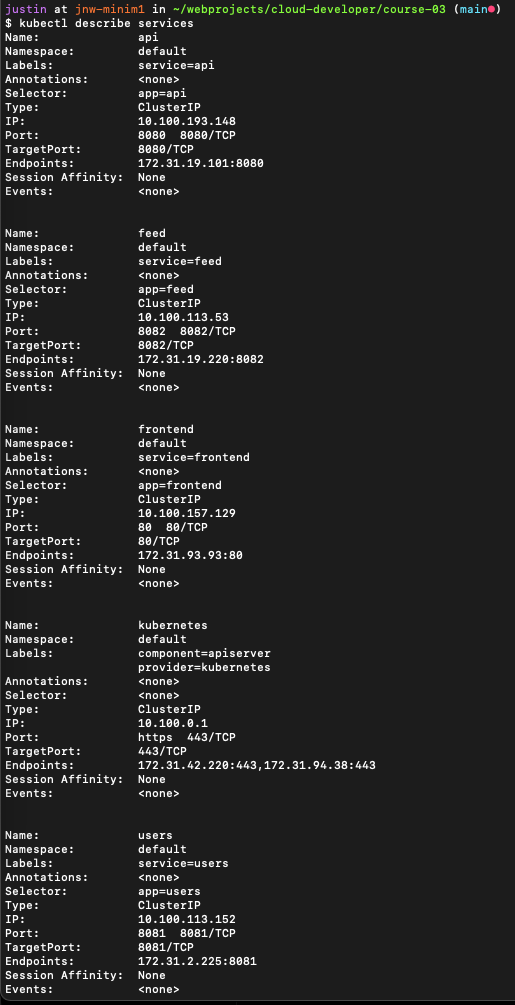 justin at jnw-minim1 in ~/webprojects/cloud-developer/course-03 (main●)
$ kubectl describe services
Name:              api
Namespace:         default
Labels:            service=api
Annotations:       <none>
Selector:          app=api
Type:              ClusterIP
IP:                10.100.193.148
Port:              8080  8080/TCP
TargetPort:        8080/TCP
Endpoints:         172.31.19.101:8080
Session Affinity:  None
Events:            <none>


Name:              feed
Namespace:         default
Labels:            service=feed
Annotations:       <none>
Selector:          app=feed
Type:              ClusterIP
IP:                10.100.113.53
Port:              8082  8082/TCP
TargetPort:        8082/TCP
Endpoints:         172.31.19.220:8082
Session Affinity:  None
Events:            <none>


Name:              frontend
Namespace:         default
Labels:            service=frontend
Annotations:       <none>
Selector:          app=frontend
Type:              ClusterIP
IP:                10.100.157.129
Port:              80  80/TCP
TargetPort:        80/TCP
Endpoints:         172.31.93.93:80
Session Affinity:  None
Events:            <none>


Name:              kubernetes
Namespace:         default
Labels:            component=apiserver
                   provider=kubernetes
Annotations:       <none>
Selector:          <none>
Type:              ClusterIP
IP:                10.100.0.1
Port:              https  443/TCP
TargetPort:        443/TCP
Endpoints:         172.31.42.220:443,172.31.94.38:443
Session Affinity:  None
Events:            <none>


Name:              users
Namespace:         default
Labels:            service=users
Annotations:       <none>
Selector:          app=users
Type:              ClusterIP
IP:                10.100.113.152
Port:              8081  8081/TCP
TargetPort:        8081/TCP
Endpoints:         172.31.2.225:8081
Session Affinity:  None
Events:            <none>